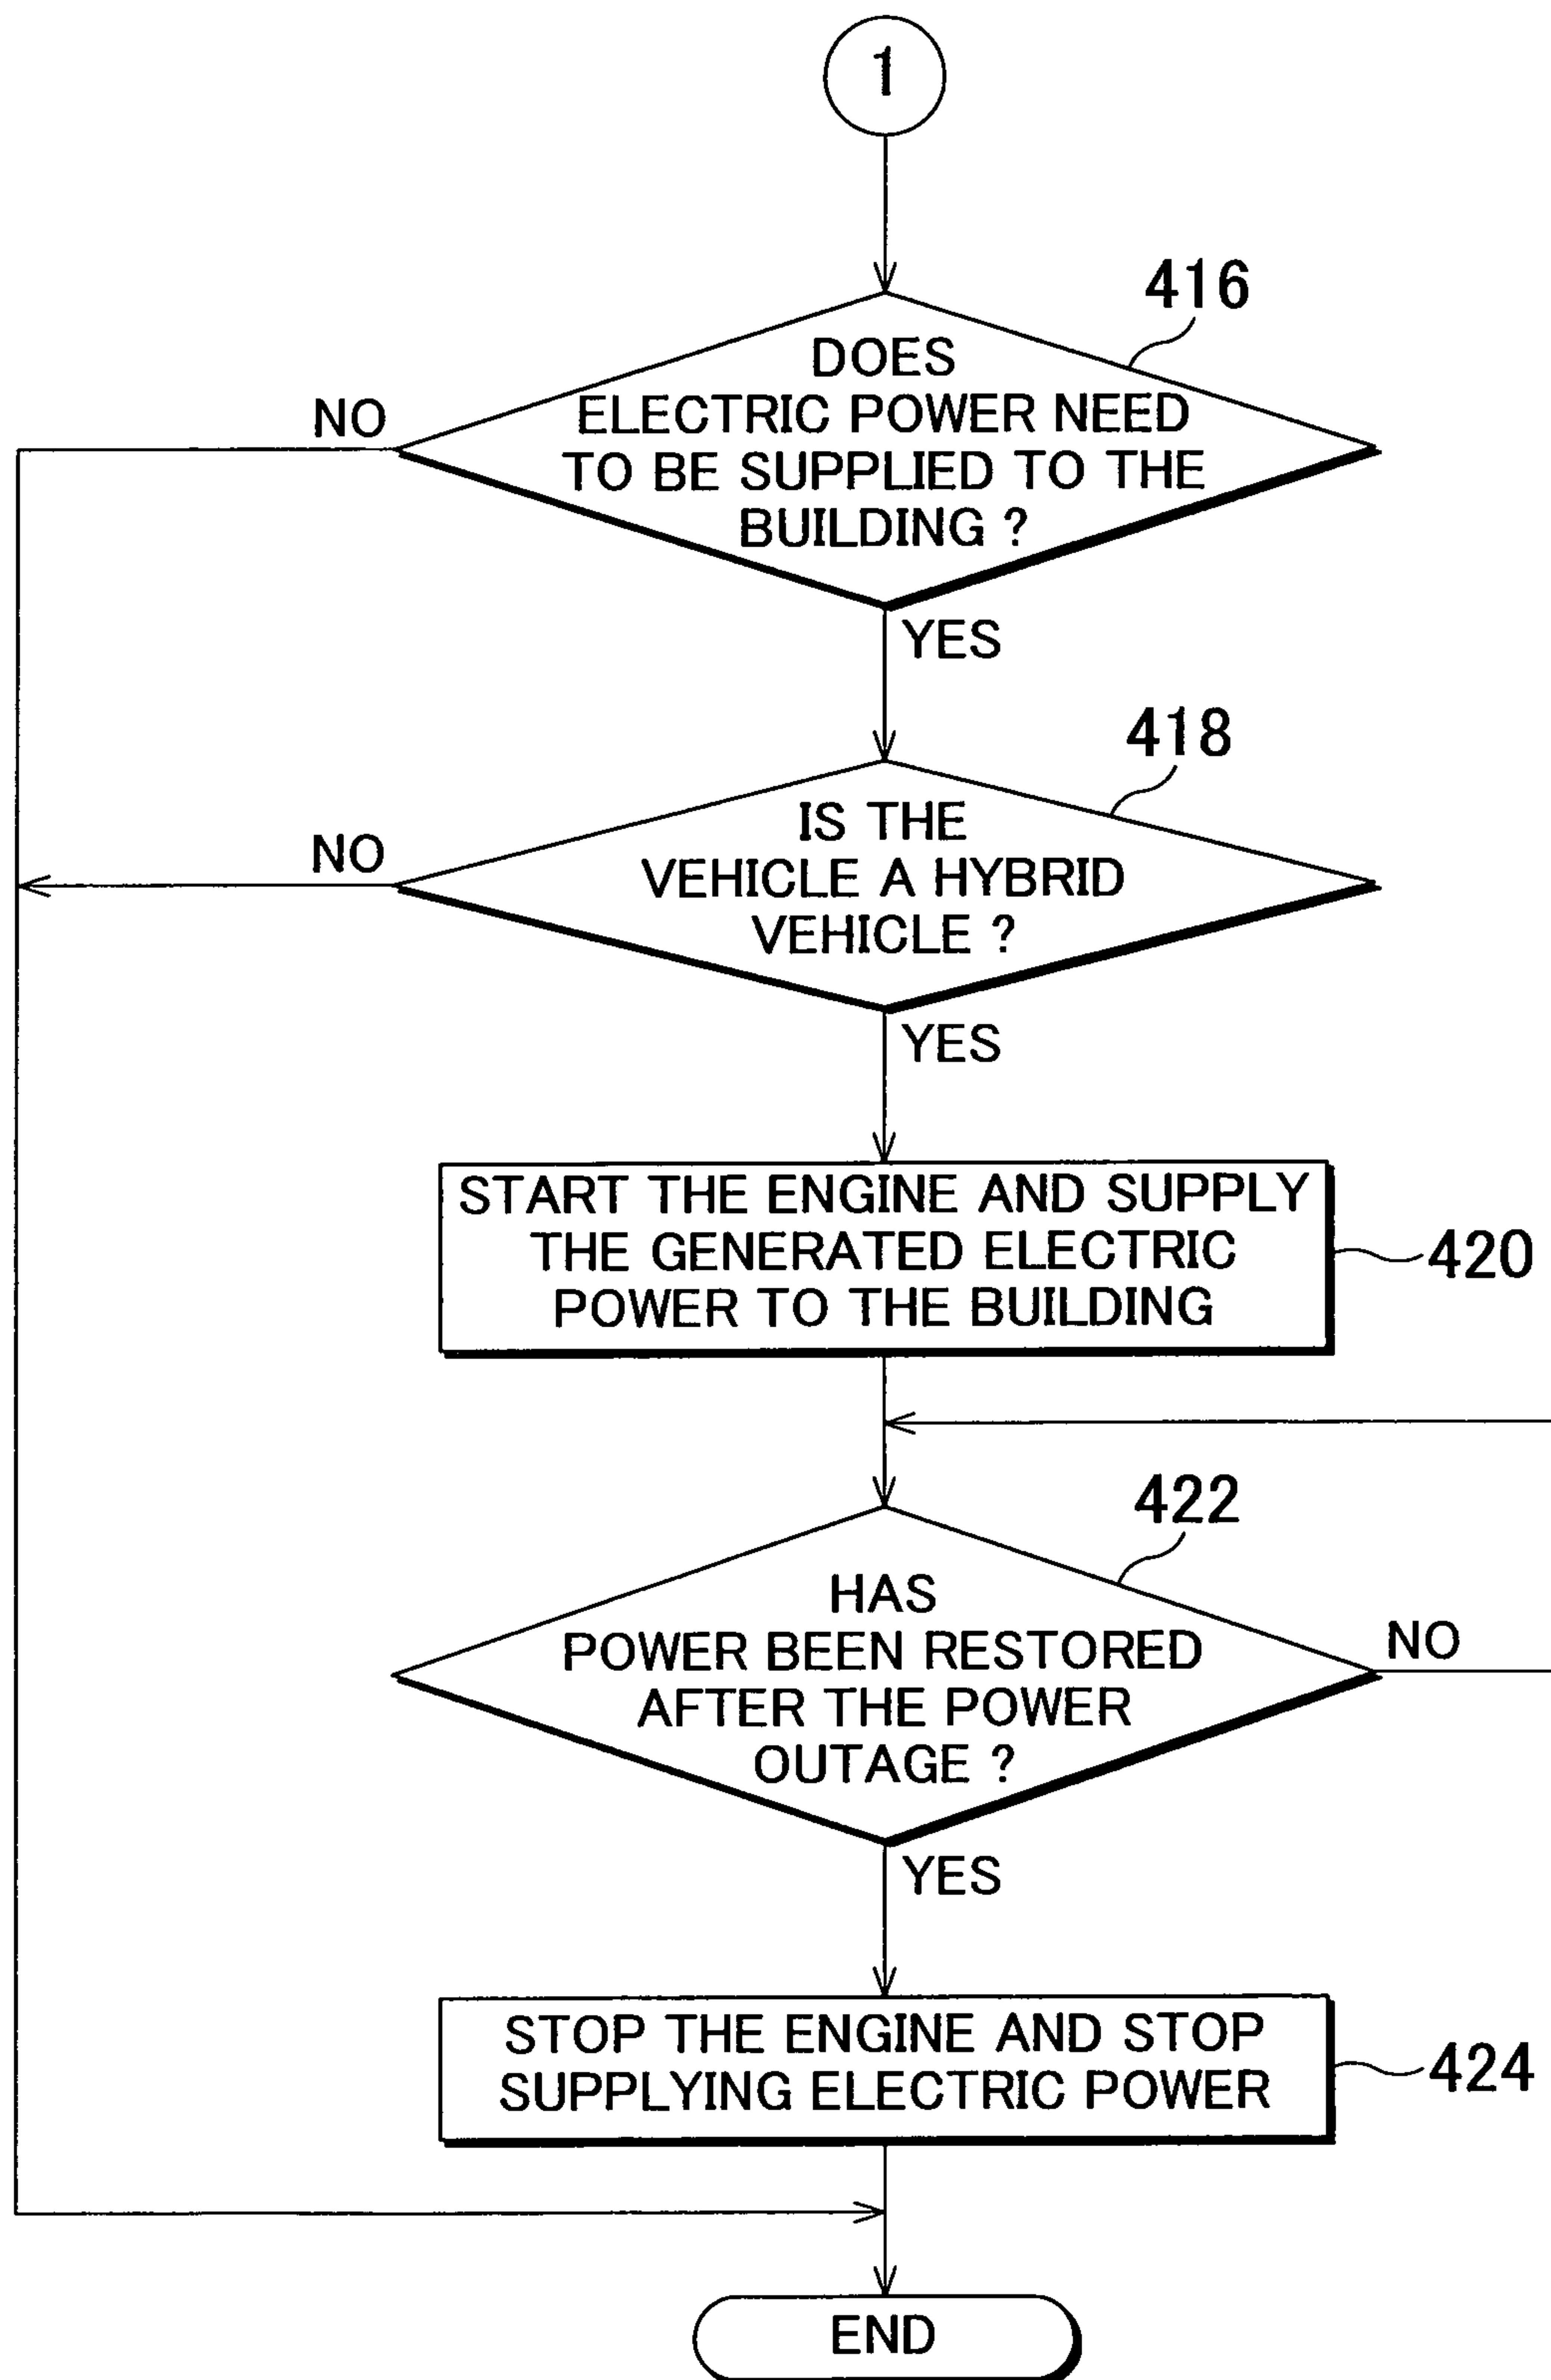 1
416
DOES
ELECTRIC POWER NEED
TO BE SUPPLIED TO THE
BUILDING ?
NO
YES
418
IS THE
VEHICLE A HYBRID
VEHICLE ?
NO
YES
START THE ENGINE AND SUPPLY
THE GENERATED ELECTRIC
POWER TO THE BUILDING
420
422
HAS
POWER BEEN RESTORED
AFTER THE POWER
OUTAGE ?
NO
YES
STOP THE ENGINE AND STOP
SUPPLYING ELECTRIC POWER
424
END